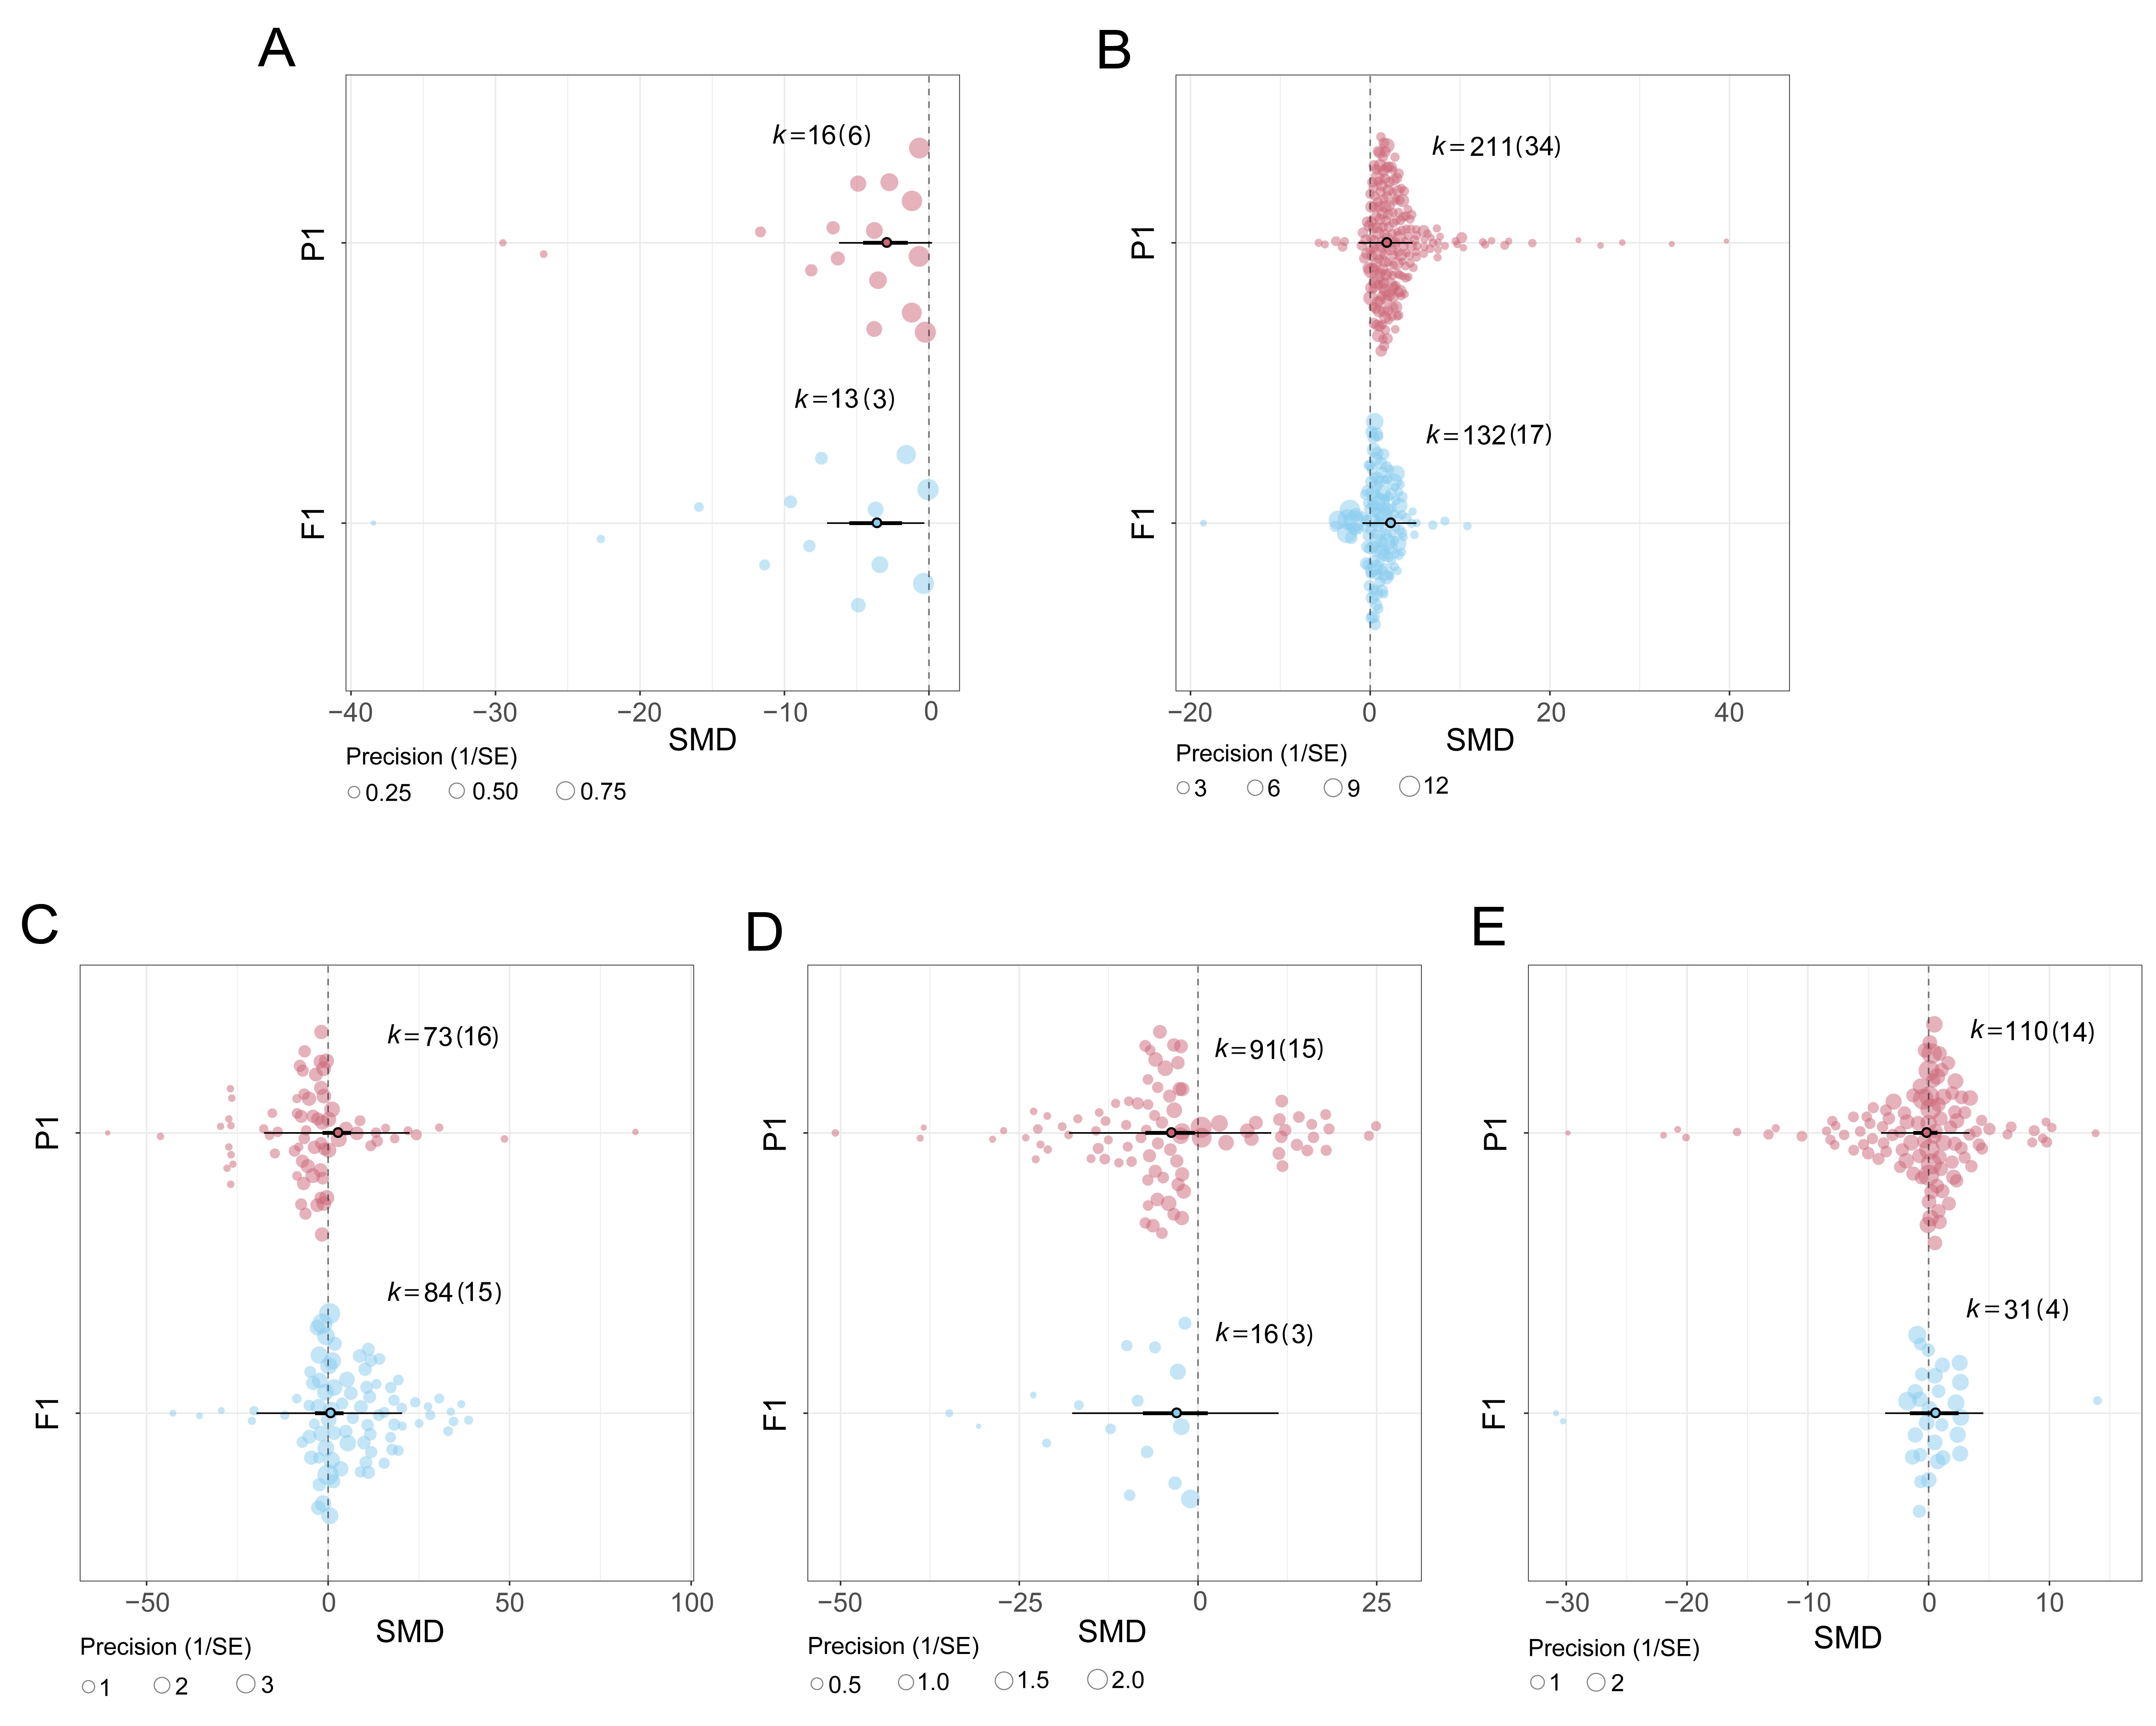 A
k=16(6)
P1
k=13(3)
F1
−40 −30 −20 −10 0
SMD
Precision (1/SE)
0.25 0.50 0.75
B
k=211(34)
P1
k=132(17)
F1
−20 0 20 40
SMD
Precision (1/SE)
3 6 9 12
C
k=73(16)
P1
k=84(15)
F1
−50 0 50 100
SMD
Precision (1/SE)
1 2 3
D
k=91(15)
P1
k=16(3)
F1
−50 −25 0 25
SMD
Precision (1/SE)
0.5 1.0 1.5 2.0
E
k=110(14)
P1
k=31(4)
F1
−30 −20 −10 0 10
SMD
Precision (1/SE)
1 2